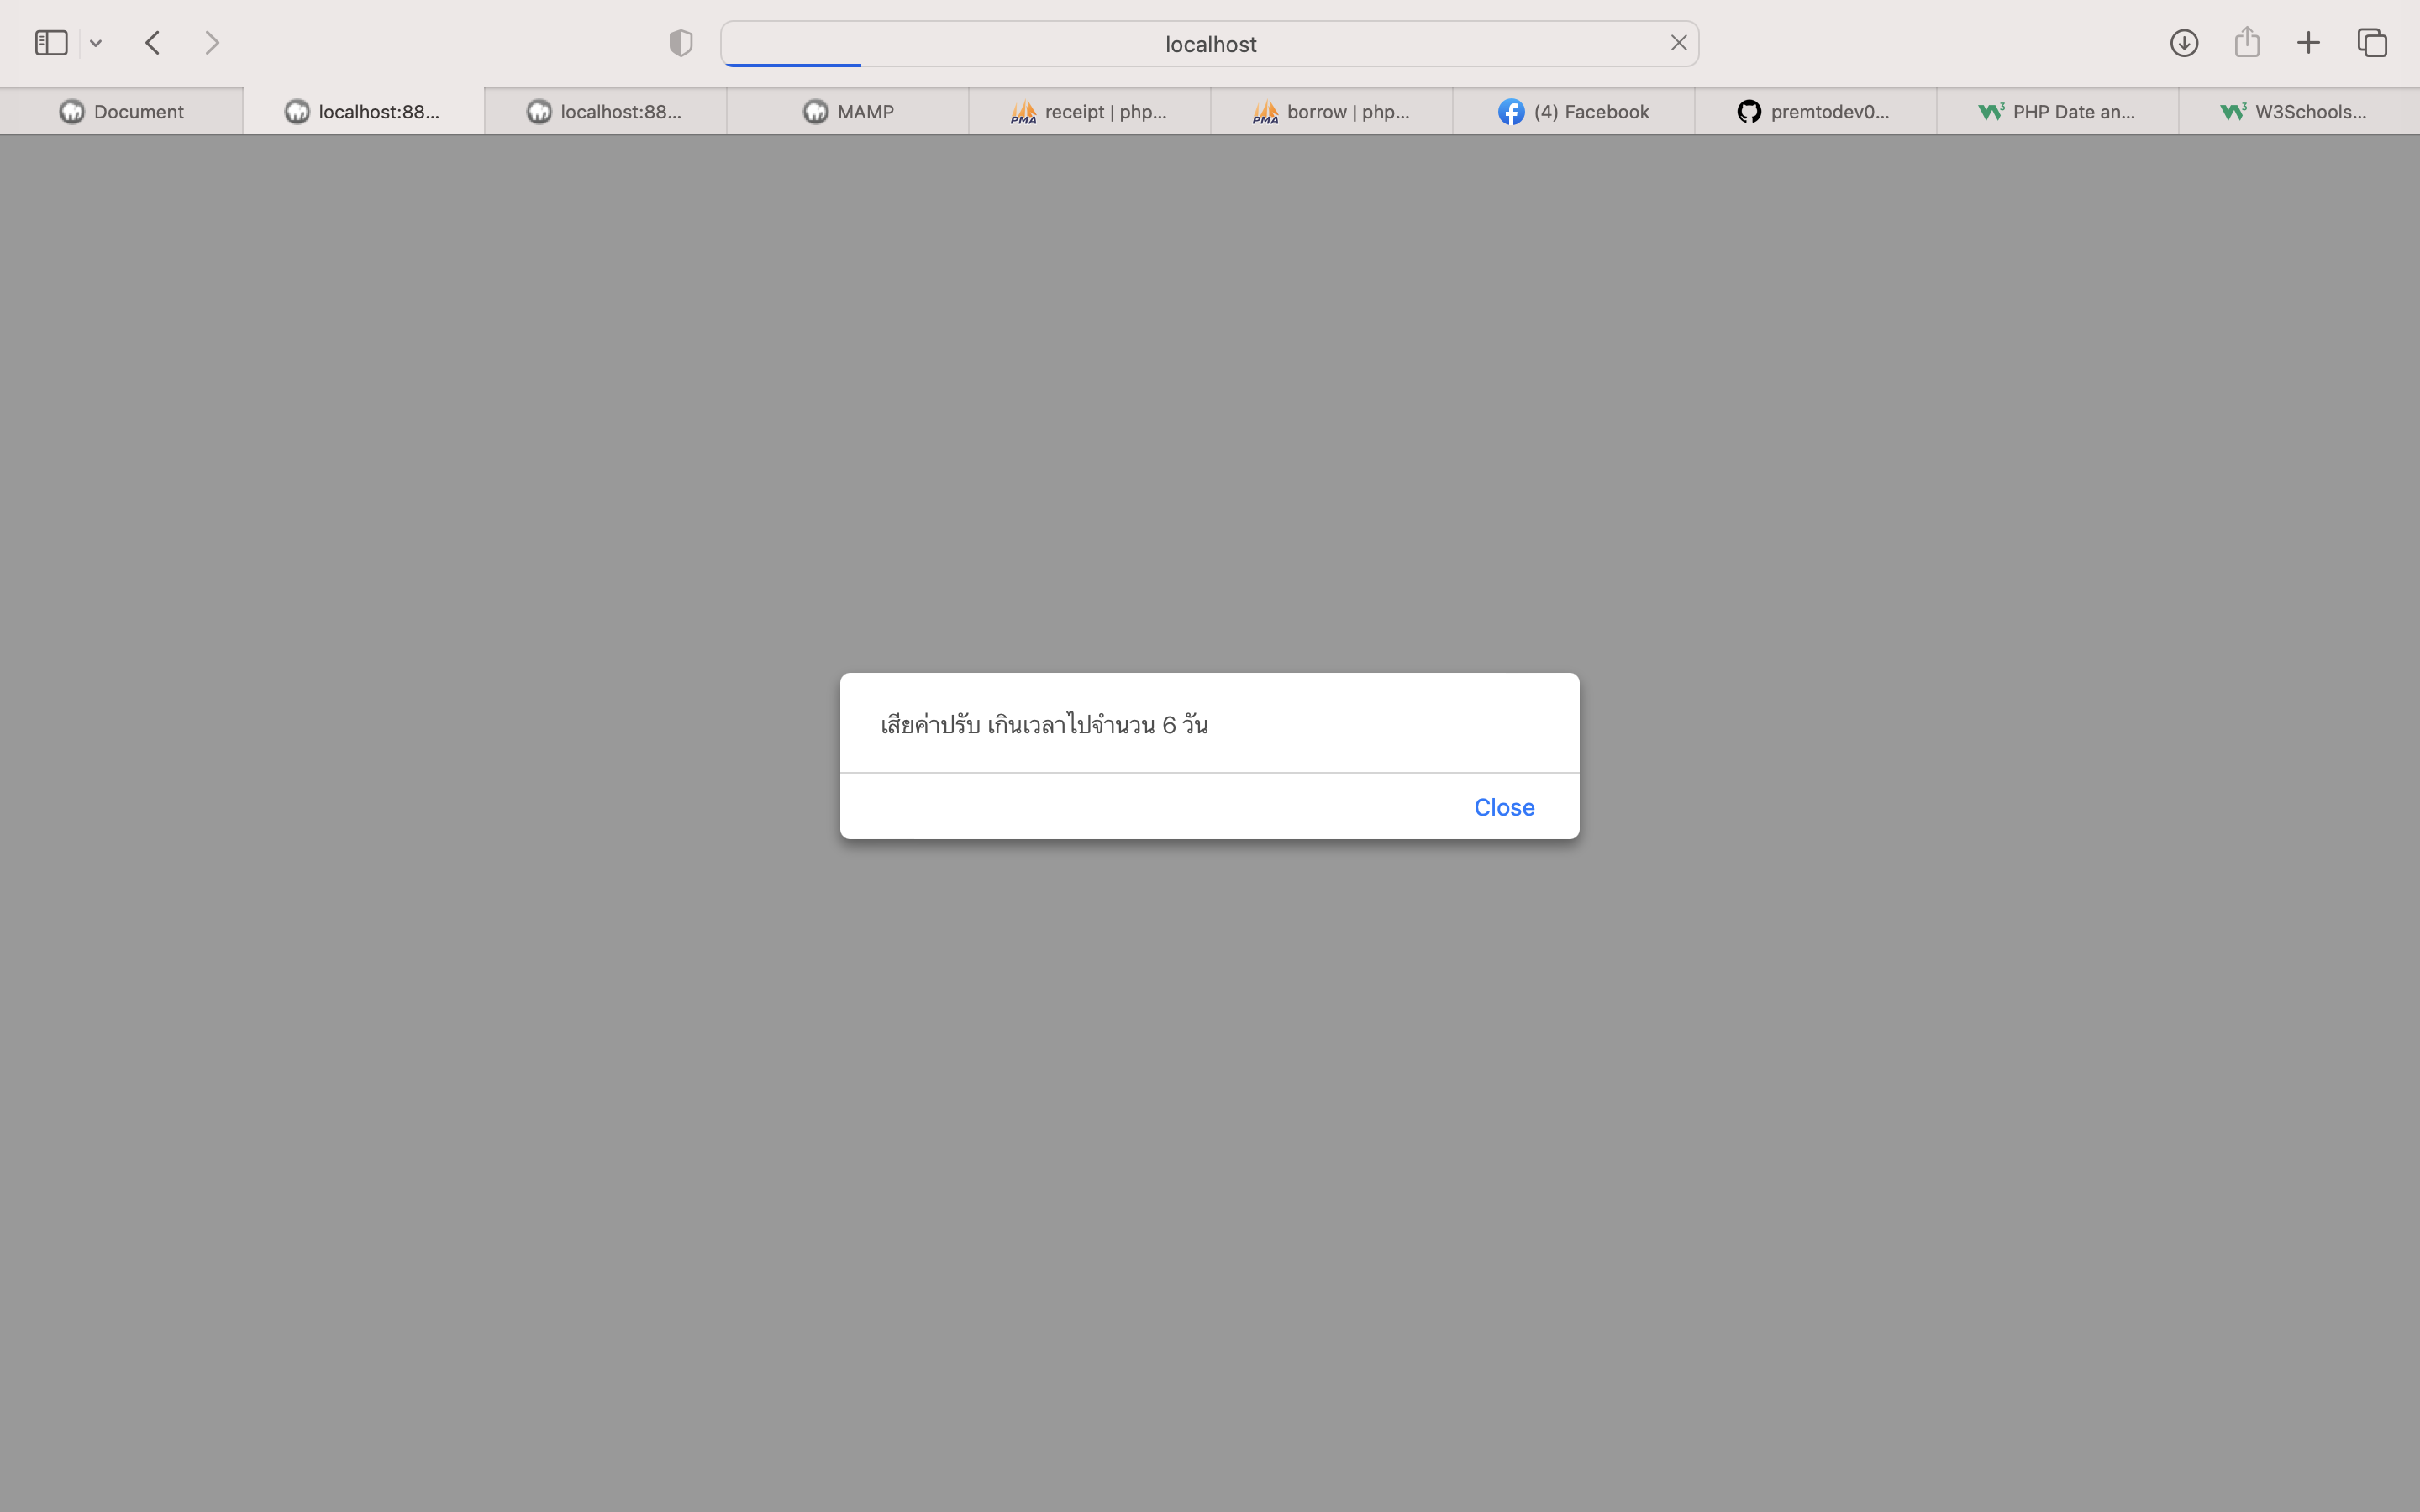 localhost
Document
localhost:88...
localhost:88...
MAMP
PMA receipt | php...
PMA borrow | php...
(4) Facebook
premtodev0...
PHP Date an...
W3Schools...
เสียค่าปรับ เกินเวลาไปจำนวน 6 วัน
Close